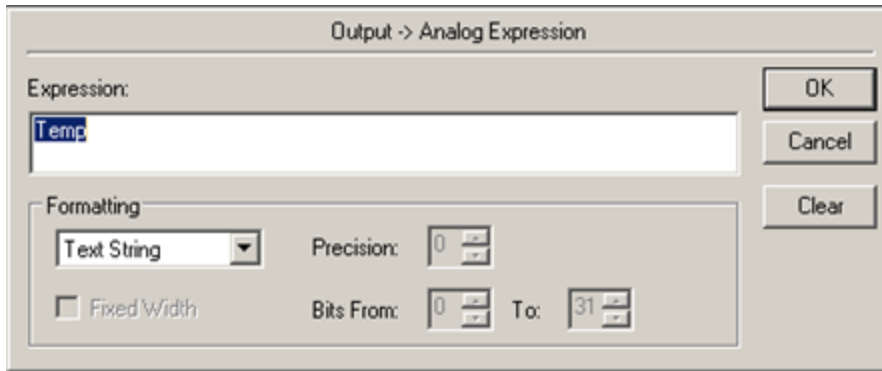 Output -> Analog Expression
Expression:
Temp
OK
Cancel
Clear
Formatting
Text String
Precision: 0
Fixed Width
Bits From: 0 To: 31